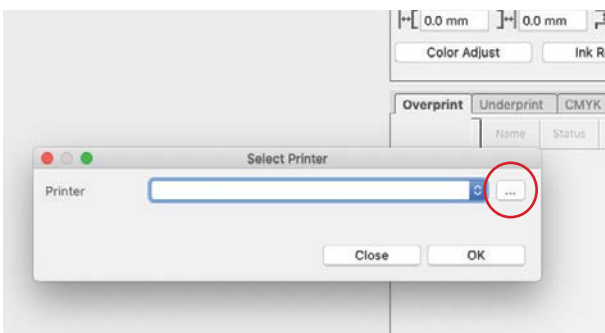 0.0 mm 0.0 mm
Color Adjust Ink R
Overprint Underprint CMYK
Name Status
Select Printer
Printer ...
Close OK